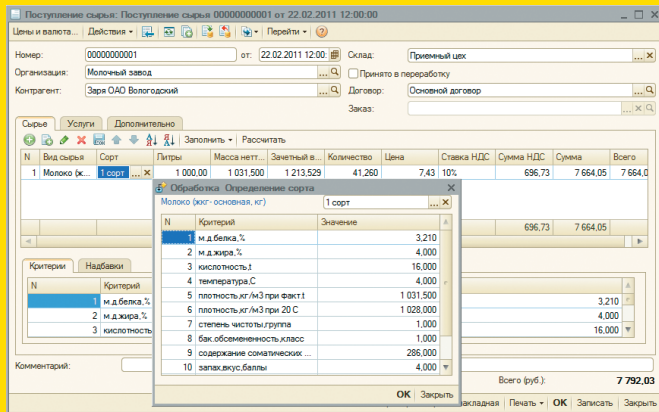 Поступление сырья: Поступление сырья 00000000001 от 22.02.2011 12:00:00
Цены и валюта... Действия Перейти
Номер: 00000000001 от: 22.02.2011 12:00: Склад: Приемный цех
Организация: Молочный завод Принято в переработку
Контрагент: Заря ОАО Вологодский Договор: Основной договор
Заказ:
Сырье Услуги Дополнительно
Заполнить Рассчитать
N Вид сырья Сорт Литры Масса нетт... Зачетный в... Количество Цена Ставка НДС Сумма НДС Сумма Всего
1 Молоко (ж... 1 сорт ... 1 000,00 1 031,500 1 213,529 41,260 7,43 10% 696,73 7 664,05 7 664,0
696,73 7 664,05
Обработка Определение сорта
Молоко (жкг- основная, кг) 1 сорт
N Критерий Значение
1 м.д.белка,% 3,210
2 м.д.жира,% 4,000
3 кислотность,t 16,000
4 температура,С 4,000
5 плотность,кг/м3 при факт.t 1 031,500
6 плотность,кг/м3 при 20 С 1 028,000
7 степень чистоты,группа 1,000
8 бак.обсемененность,класс 1,000
9 содержание соматических ... 286,000
10 запах,вкус,баллы 4,000
OK Закрыть
Критерии Надбавки
N Критерий
1 м.д.белка,% 3,210
2 м.д.жира,% 4,000
3 кислотность 16,000
Комментарий:
Всего (руб.): 7 792,03
акладная Печать OK Записать Закрыть